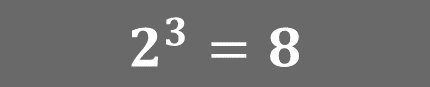 2³ = 8